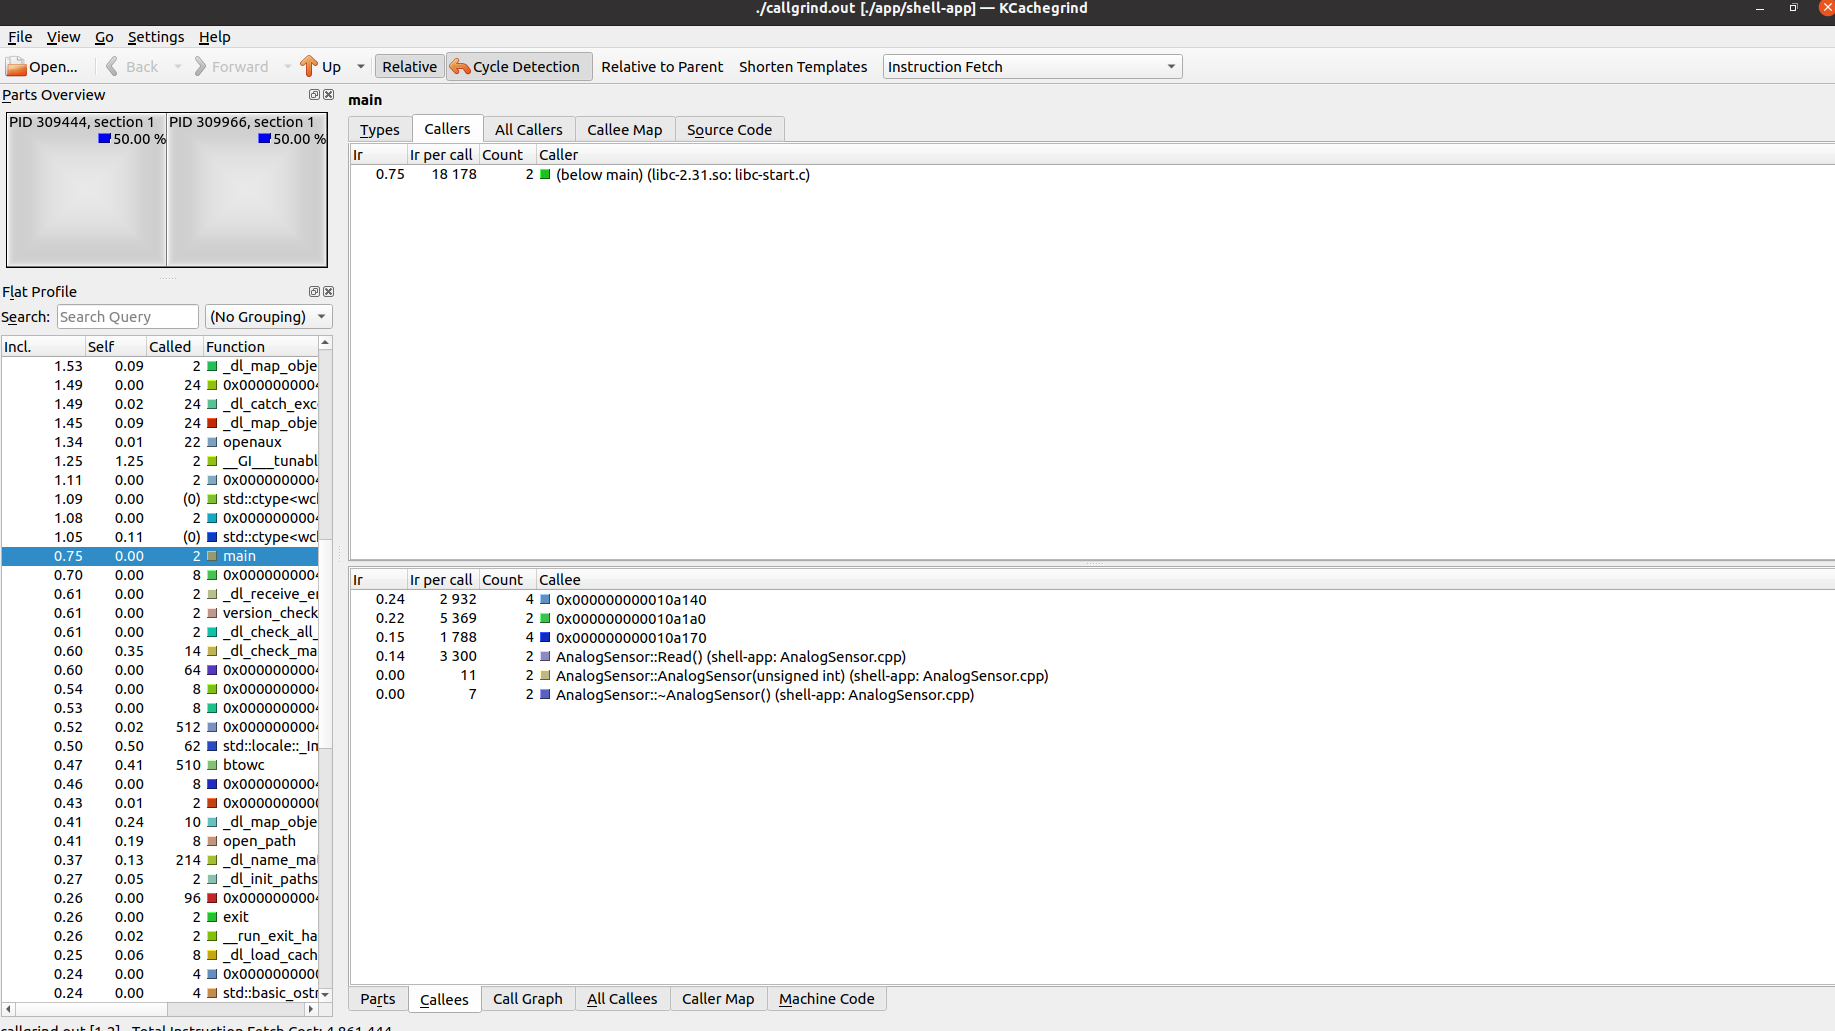 ./callgrind.out [./app/shell-app] — KCachegrind
File View Go Settings Help
Open... Back Forward Up Relative Cycle Detection Relative to Parent Shorten Templates Instruction Fetch
Parts Overview
PID 309444, section 1 PID 309966, section 1
50.00 % 50.00 %
Flat Profile
Search: Search Query (No Grouping)
Incl. Self Called Function
1.53 0.09 2 _dl_map_obje
1.49 0.00 24 0x0000000004
1.49 0.02 24 _dl_catch_exc
1.45 0.09 24 _dl_map_obje
1.34 0.01 22 openaux
1.25 1.25 2 __GI___tunabl
1.11 0.00 2 0x0000000004
1.09 0.00 (0) std::ctype<wcl
1.08 0.00 2 0x0000000004
1.05 0.11 (0) std::ctype<wcl
0.75 0.00 2 main
0.70 0.00 8 0x0000000004
0.61 0.00 2 _dl_receive_er
0.61 0.00 2 version_check
0.61 0.00 2 _dl_check_all_
0.60 0.35 14 _dl_check_ma
0.60 0.00 64 0x0000000004
0.54 0.00 8 0x0000000004
0.53 0.00 8 0x0000000004
0.52 0.02 512 0x0000000004
0.50 0.50 62 std::locale::_Im
0.47 0.41 510 btowc
0.46 0.00 8 0x0000000004
0.43 0.01 2 0x0000000000
0.41 0.24 10 _dl_map_obje
0.41 0.19 8 open_path
0.37 0.13 214 _dl_name_mat
0.27 0.05 2 _dl_init_paths
0.26 0.00 96 0x0000000004
0.26 0.00 2 exit
0.26 0.02 2 __run_exit_ha
0.25 0.06 8 _dl_load_cach
0.24 0.00 4 0x0000000000
0.24 0.00 4 std::basic_ostr
main
Types Callers All Callers Callee Map Source Code
Ir Ir per call Count Caller
0.75 18 178 2 (below main) (libc-2.31.so: libc-start.c)
Ir Ir per call Count Callee
0.24 2 932 4 0x000000000010a140
0.22 5 369 2 0x000000000010a1a0
0.15 1 788 4 0x000000000010a170
0.14 3 300 2 AnalogSensor::Read() (shell-app: AnalogSensor.cpp)
0.00 11 2 AnalogSensor::AnalogSensor(unsigned int) (shell-app: AnalogSensor.cpp)
0.00 7 2 AnalogSensor::~AnalogSensor() (shell-app: AnalogSensor.cpp)
Parts Callees Call Graph All Callees Caller Map Machine Code
callgrind.out [1-2] - Total Instruction Fetch Cost: 4 861 444